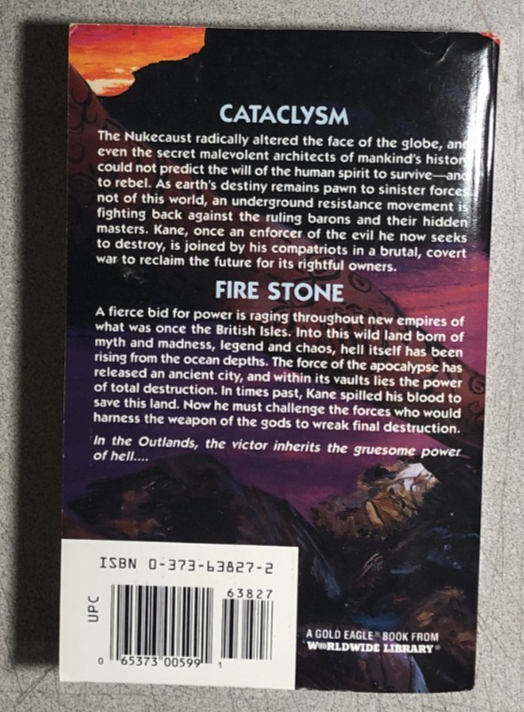 CATACLYSM
The Nukecaust radically altered the face of the globe, and
even the secret malevolent architects of mankind's history
could not predict the will of the human spirit to survive—and
to rebel. As earth's destiny remains pawn to sinister forces
not of this world, an underground resistance movement is
fighting back against the ruling barons and their hidden
masters. Kane, once an enforcer of the evil he now seeks
to destroy, is joined by his compatriots in a brutal, covert
war to reclaim the future for its rightful owners.
FIRE STONE
A fierce bid for power is raging throughout new empires of
what was once the British Isles. Into this wild land born of
myth and madness, legend and chaos, hell itself has been
rising from the ocean depths. The force of the apocalypse has
released an ancient city, and within its vaults lies the power
of total destruction. In times past, Kane spilled his blood to
save this land. Now he must challenge the forces who would
harness the weapon of the gods to wreak final destruction.
In the Outlands, the victor inherits the gruesome power
of hell....
ISBN 0-373-63827-2
63827
UPC
0 65373 00599 1
A GOLD EAGLE® BOOK FROM
WORLDWIDE LIBRARY®